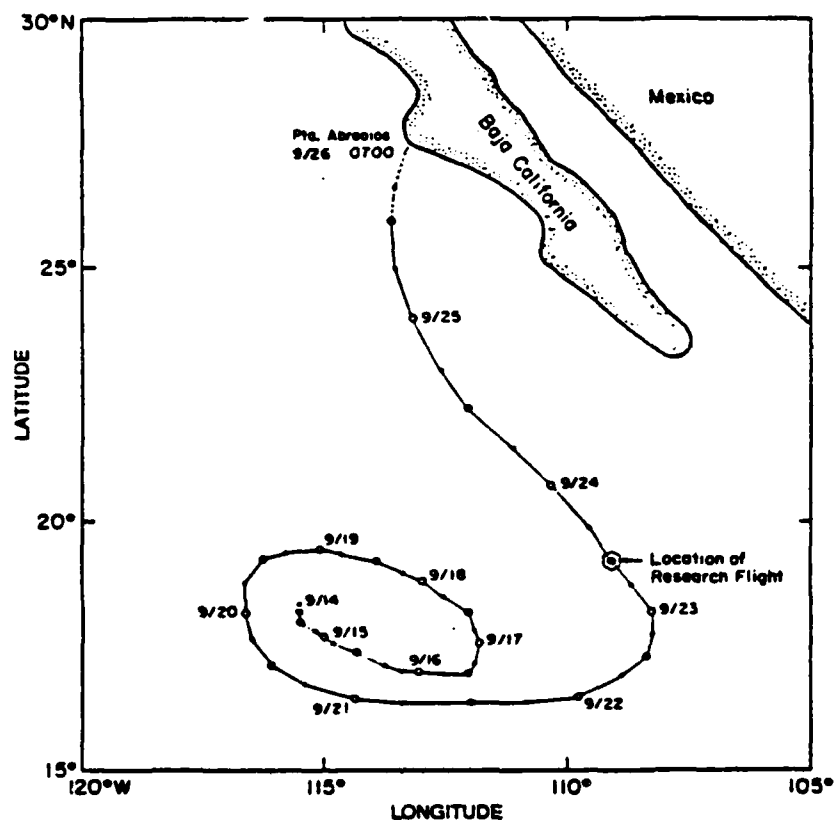 30°N
Mexico
Baja California
Pta. Abreojos
9/26 0700
25°
9/25
LATITUDE
9/24
20°
9/19
Location of
Research Flight
9/18
9/14
9/23
9/20
9/15
9/17
9/16
9/21
9/22
15°
120°W
115°
110°
105°
LONGITUDE